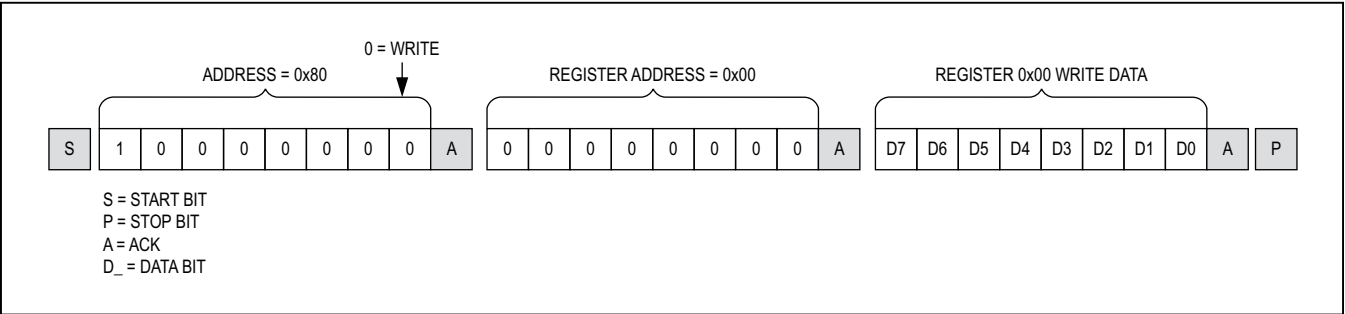 0 = WRITE
ADDRESS = 0x80 REGISTER ADDRESS = 0x00 REGISTER 0x00 WRITE DATA
S 1 0 0 0 0 0 0 0 A 0 0 0 0 0 0 0 0 A D7 D6 D5 D4 D3 D2 D1 D0 A P
S = START BIT
P = STOP BIT
A = ACK
D_ = DATA BIT